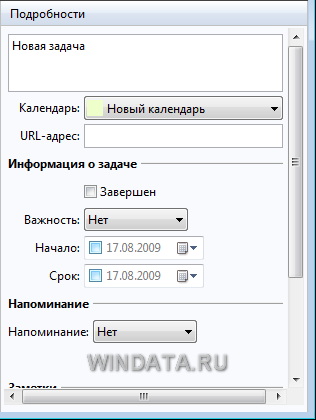 Подробности
Новая задача
Календарь: Новый календарь
URL-адрес:
Информация о задаче
Завершен
Важность: Нет
Начало: 17.08.2009
Срок: 17.08.2009
Напоминание
Напоминание: Нет
WINDATA.RU
Заметки